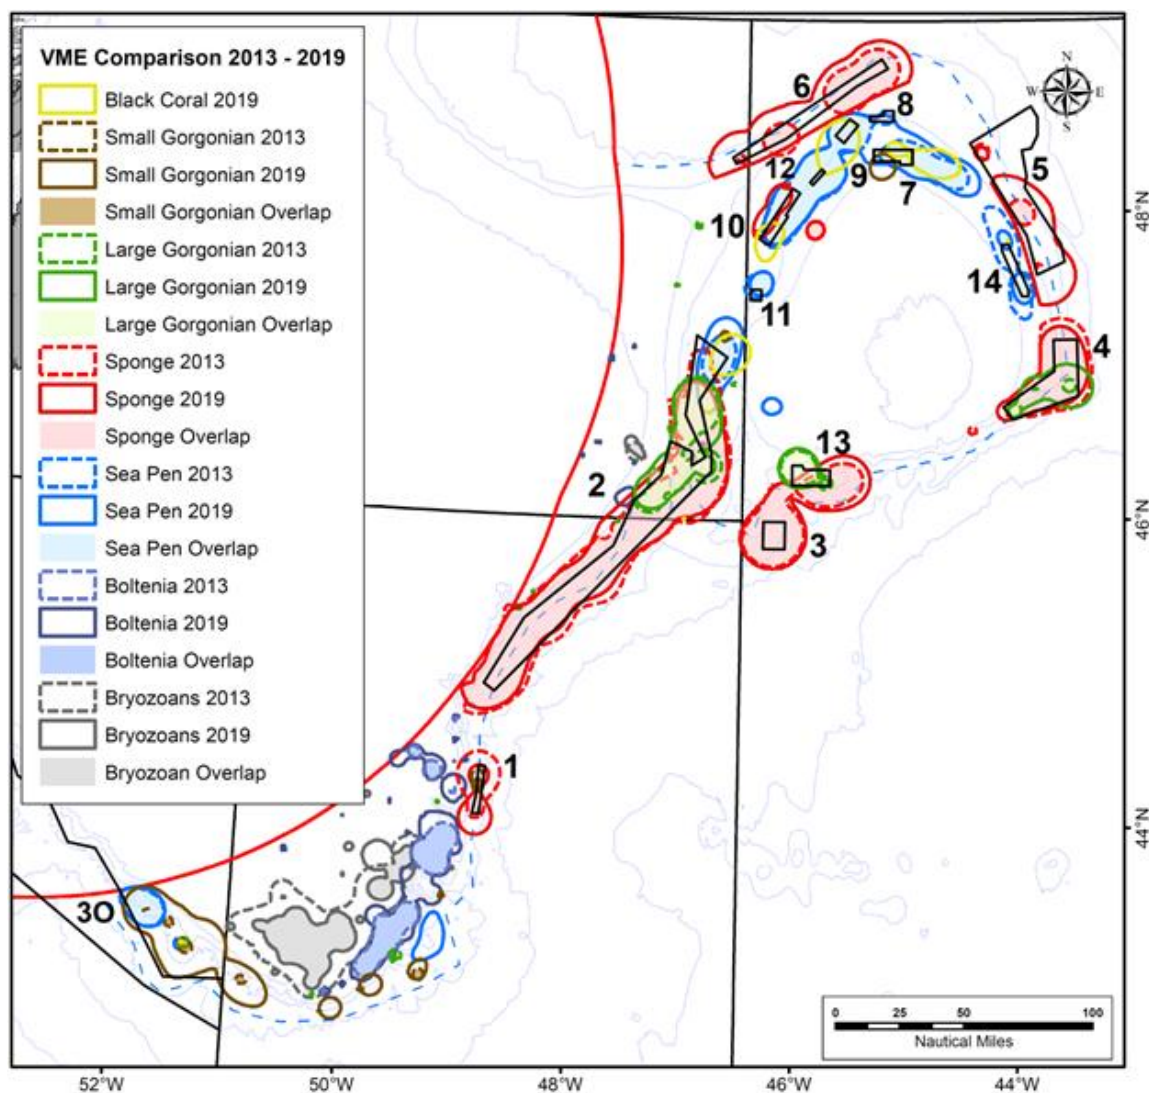 VME Comparison 2013 - 2019
Black Coral 2019
Small Gorgonian 2013
Small Gorgonian 2019
Small Gorgonian Overlap
Large Gorgonian 2013
Large Gorgonian 2019
Large Gorgonian Overlap
Sponge 2013
Sponge 2019
Sponge Overlap
Sea Pen 2013
Sea Pen 2019
Sea Pen Overlap
Boltenia 2013
Boltenia 2019
Boltenia Overlap
Bryozoans 2013
Bryozoans 2019
Bryozoan Overlap
N
W E
S
6
8
5
12
9
7
10
14
11
4
13
2
3
1
3O
48°N
46°N
44°N
0 25 50 100
Nautical Miles
52°W 50°W 48°W 46°W 44°W